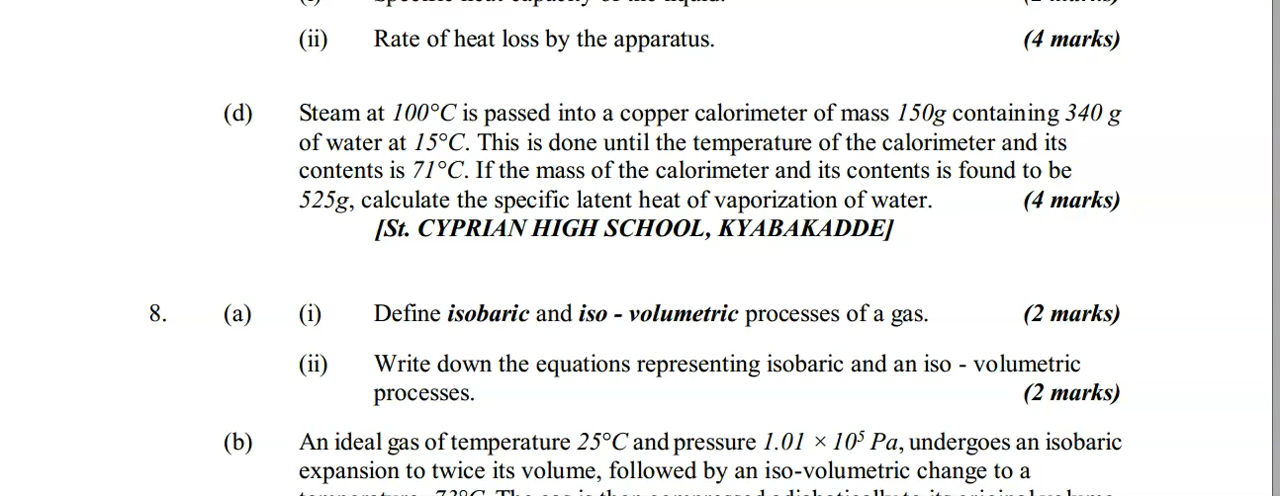 (ii) Rate of heat loss by the apparatus. (4 marks)
(d) Steam at 100°C is passed into a copper calorimeter of mass 150g containing 340 g
of water at 15°C. This is done until the temperature of the calorimeter and its
contents is 71°C. If the mass of the calorimeter and its contents is found to be
525g, calculate the specific latent heat of vaporization of water. (4 marks)
[St. CYPRIAN HIGH SCHOOL, KYABAKADDE]
8. (a) (i) Define isobaric and iso - volumetric processes of a gas. (2 marks)
(ii) Write down the equations representing isobaric and an iso - volumetric
processes. (2 marks)
(b) An ideal gas of temperature 25°C and pressure 1.01 × 10⁵ Pa, undergoes an isobaric
expansion to twice its volume, followed by an iso-volumetric change to a